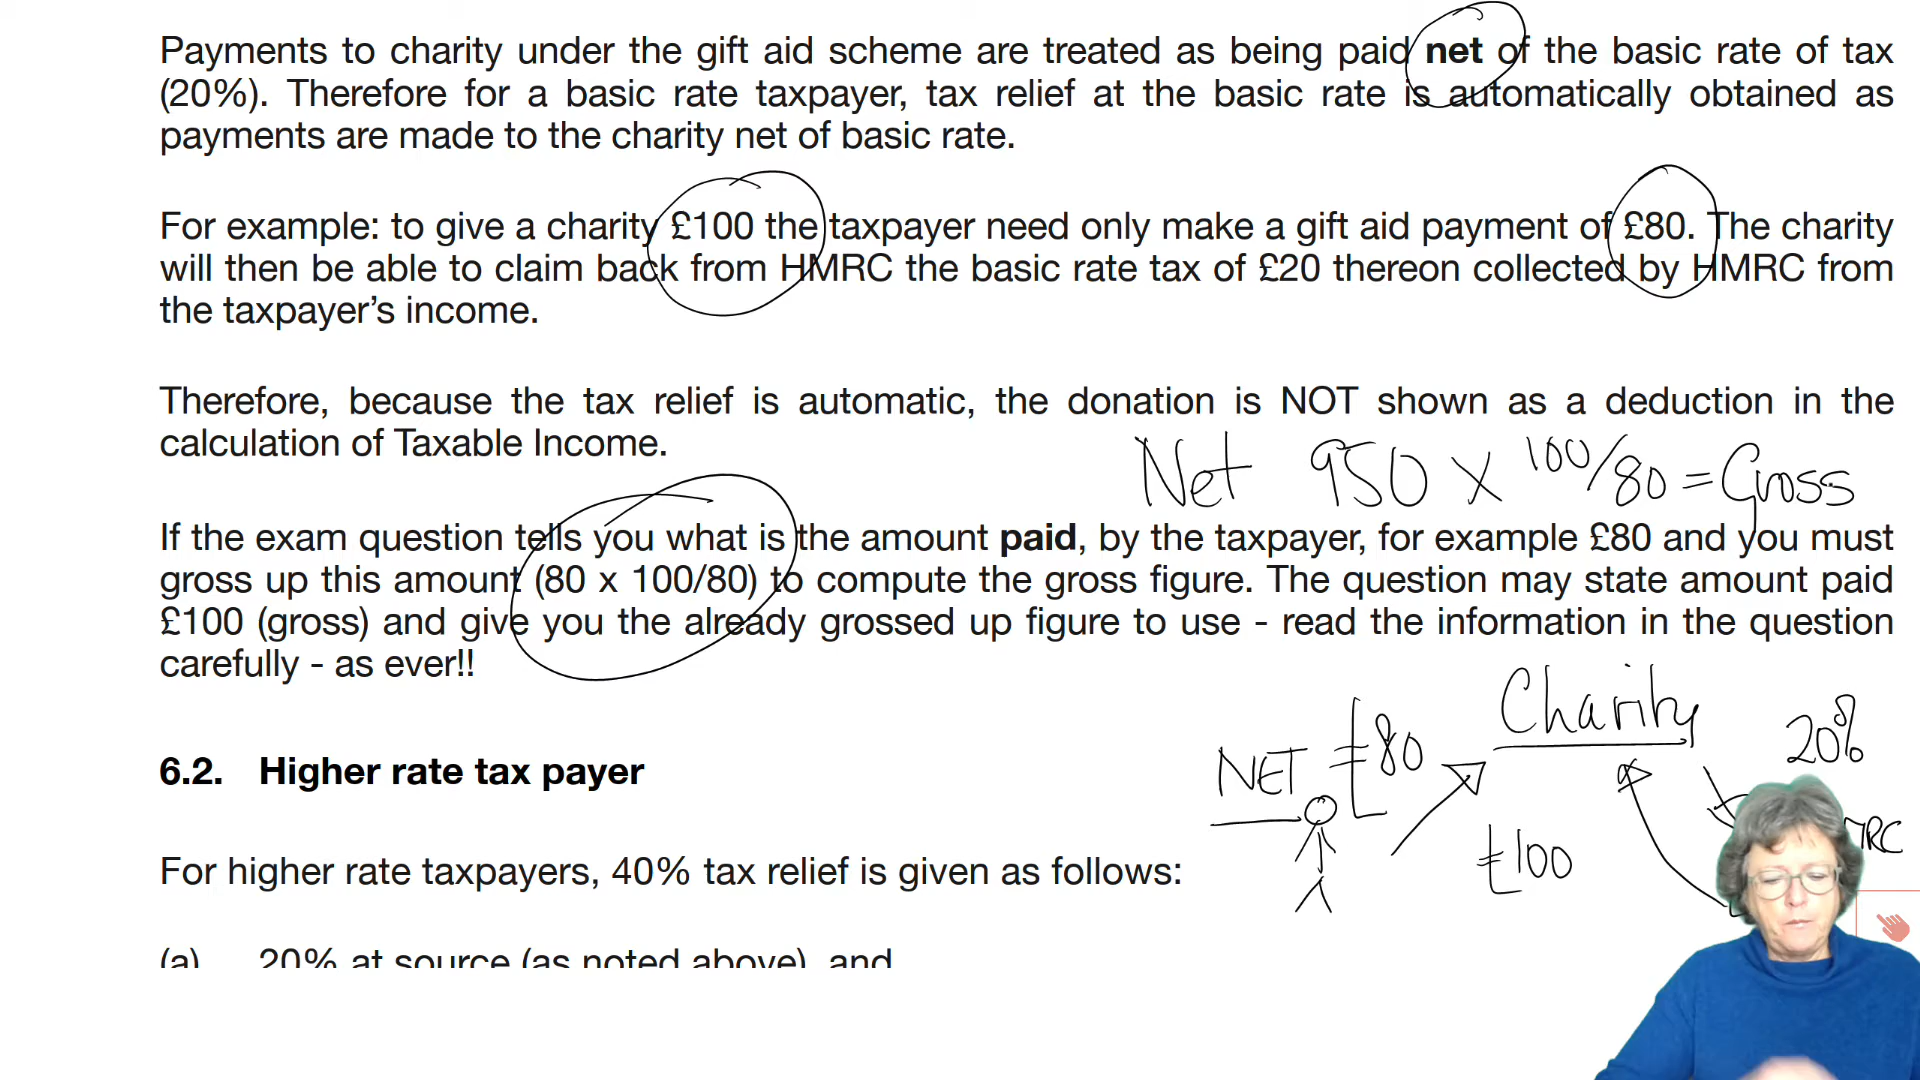 Payments to charity under the gift aid scheme are treated as being paid net of the basic rate of tax
(20%). Therefore for a basic rate taxpayer, tax relief at the basic rate is automatically obtained as
payments are made to the charity net of basic rate.
For example: to give a charity £100 the taxpayer need only make a gift aid payment of £80. The charity
will then be able to claim back from HMRC the basic rate tax of £20 thereon collected by HMRC from
the taxpayer’s income.
Therefore, because the tax relief is automatic, the donation is NOT shown as a deduction in the
calculation of Taxable Income.
Net 950 x 100/80 = Gross
If the exam question tells you what is the amount paid, by the taxpayer, for example £80 and you must
gross up this amount (80 x 100/80) to compute the gross figure. The question may state amount paid
£100 (gross) and give you the already grossed up figure to use - read the information in the question
carefully - as ever!!
Charity
20%
NET £80
6.2. Higher rate tax payer
£100
For higher rate taxpayers, 40% tax relief is given as follows:
(a) 20% at source (as noted above), and